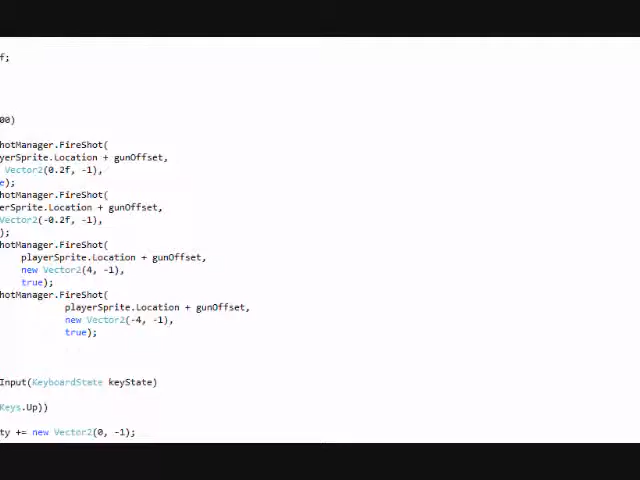 f;
00)
hotManager.FireShot(
yerSprite.Location + gunOffset,
Vector2(0.2f, -1),
e);
hotManager.FireShot(
erSprite.Location + gunOffset,
Vector2(-0.2f, -1),
);
hotManager.FireShot(
playerSprite.Location + gunOffset,
new Vector2(4, -1),
true);
hotManager.FireShot(
playerSprite.Location + gunOffset,
new Vector2(-4, -1),
true);
Input(KeyboardState keyState)
Keys.Up))
ty += new Vector2(0, -1);